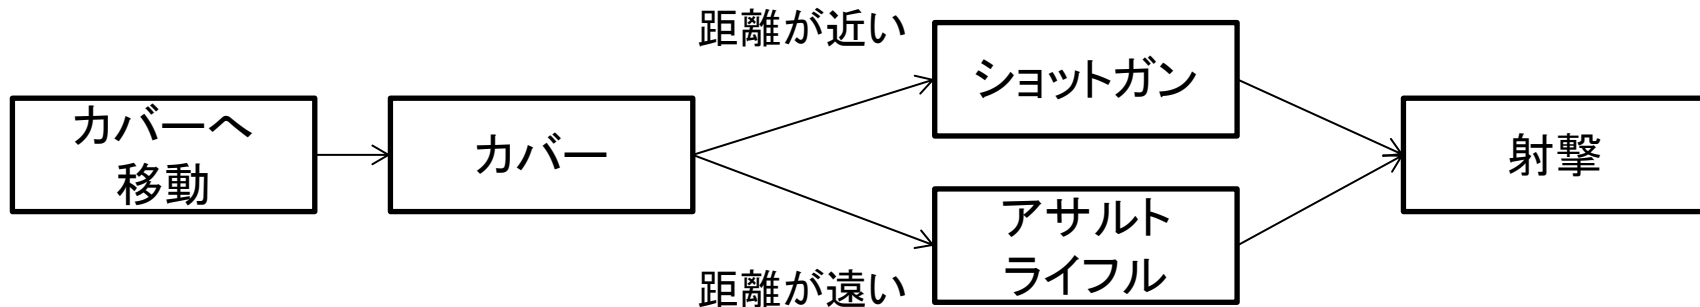 カバーへ
移動
カバー
距離が近い
ショットガン
距離が遠い
アサルト
ライフル
射撃